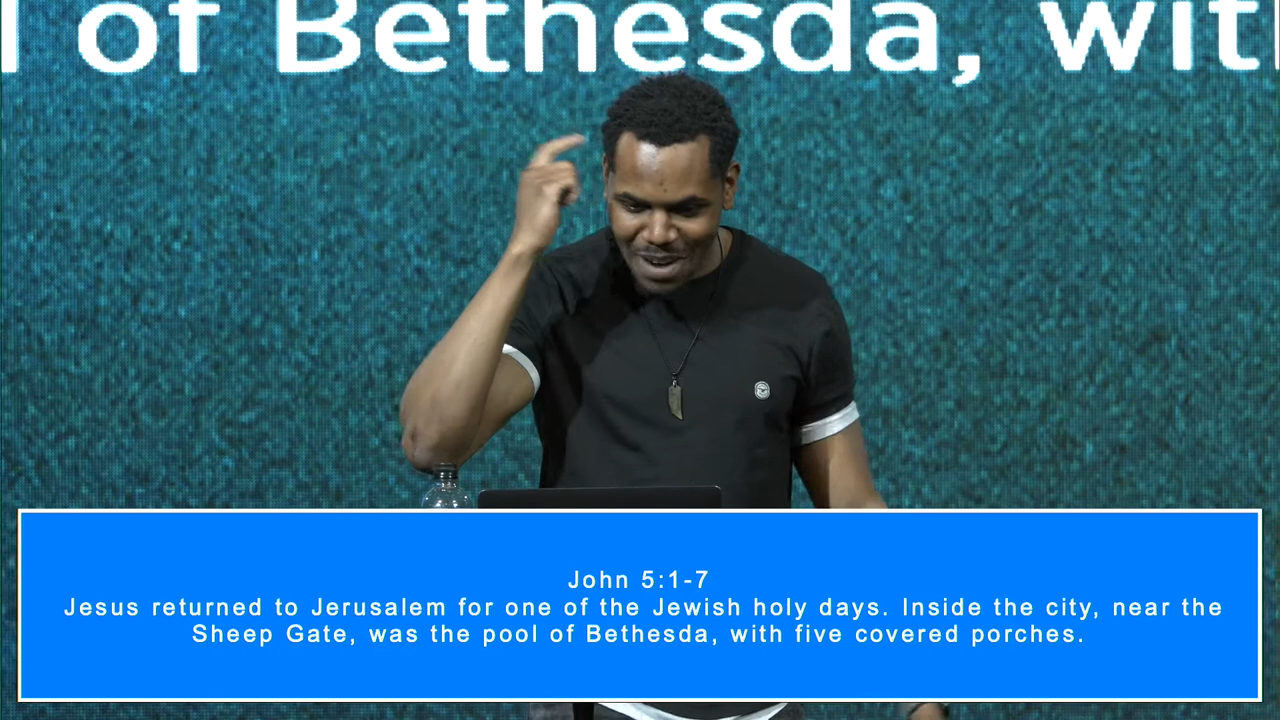 of Bethesda, with
John 5:1-7
Jesus returned to Jerusalem for one of the Jewish holy days. Inside the city, near the
Sheep Gate, was the pool of Bethesda, with five covered porches.